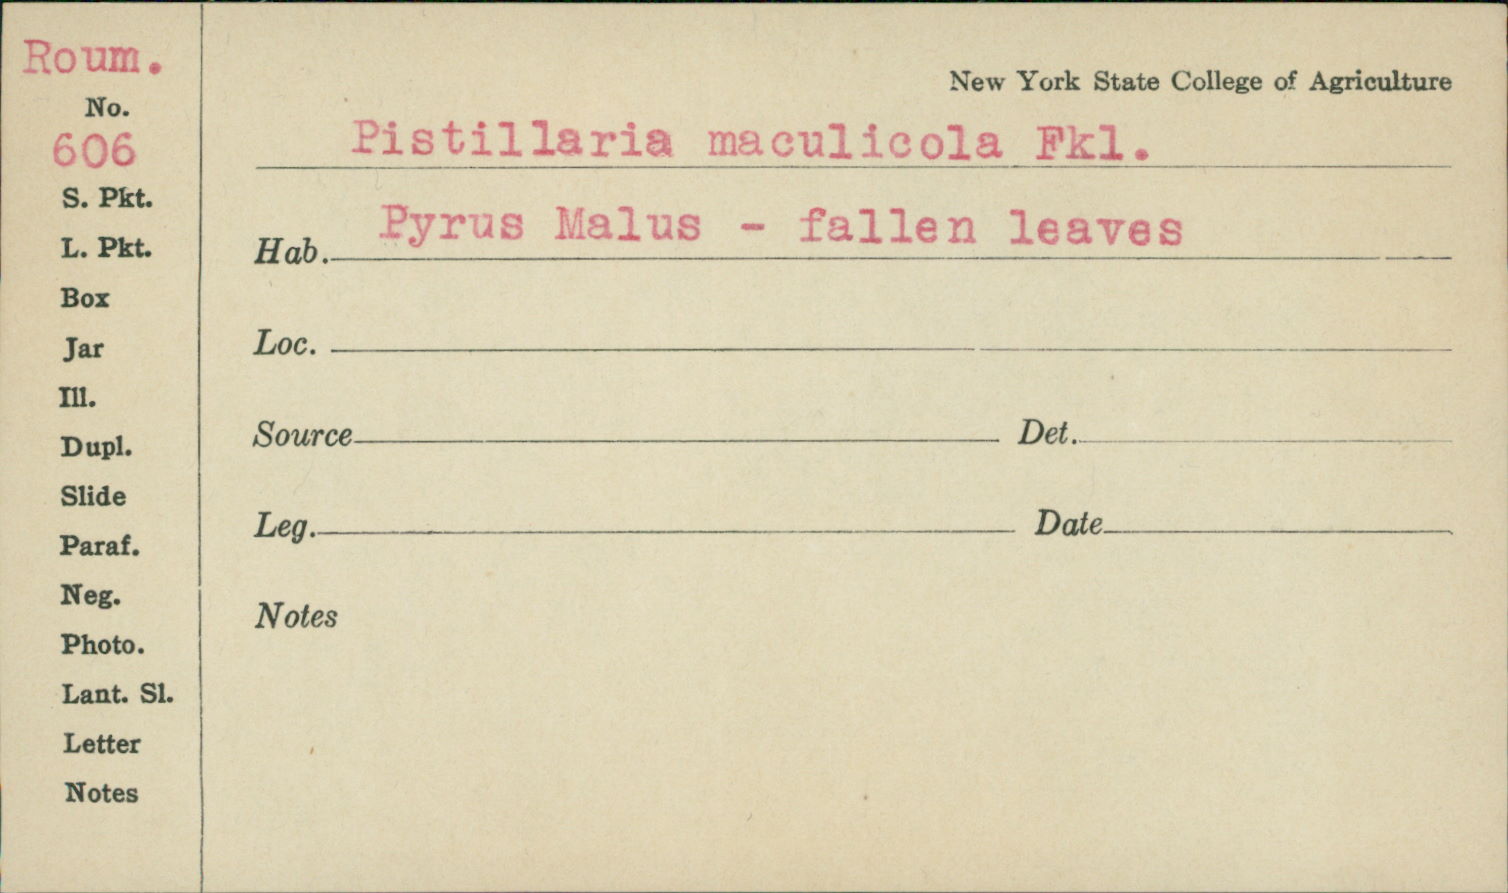 Roum.
No.
606
S. Pkt.
L. Pkt.
Box
Jar
Ill.
Dupl.
Slide
Paraf.
Neg.
Photo.
Lant. Sl.
Letter
Notes
New York State College of Agriculture
Pistillaria maculicola Fkl.
Hab. Pyrus Malus - fallen leaves
Loc.
Source Det.
Leg. Date
Notes